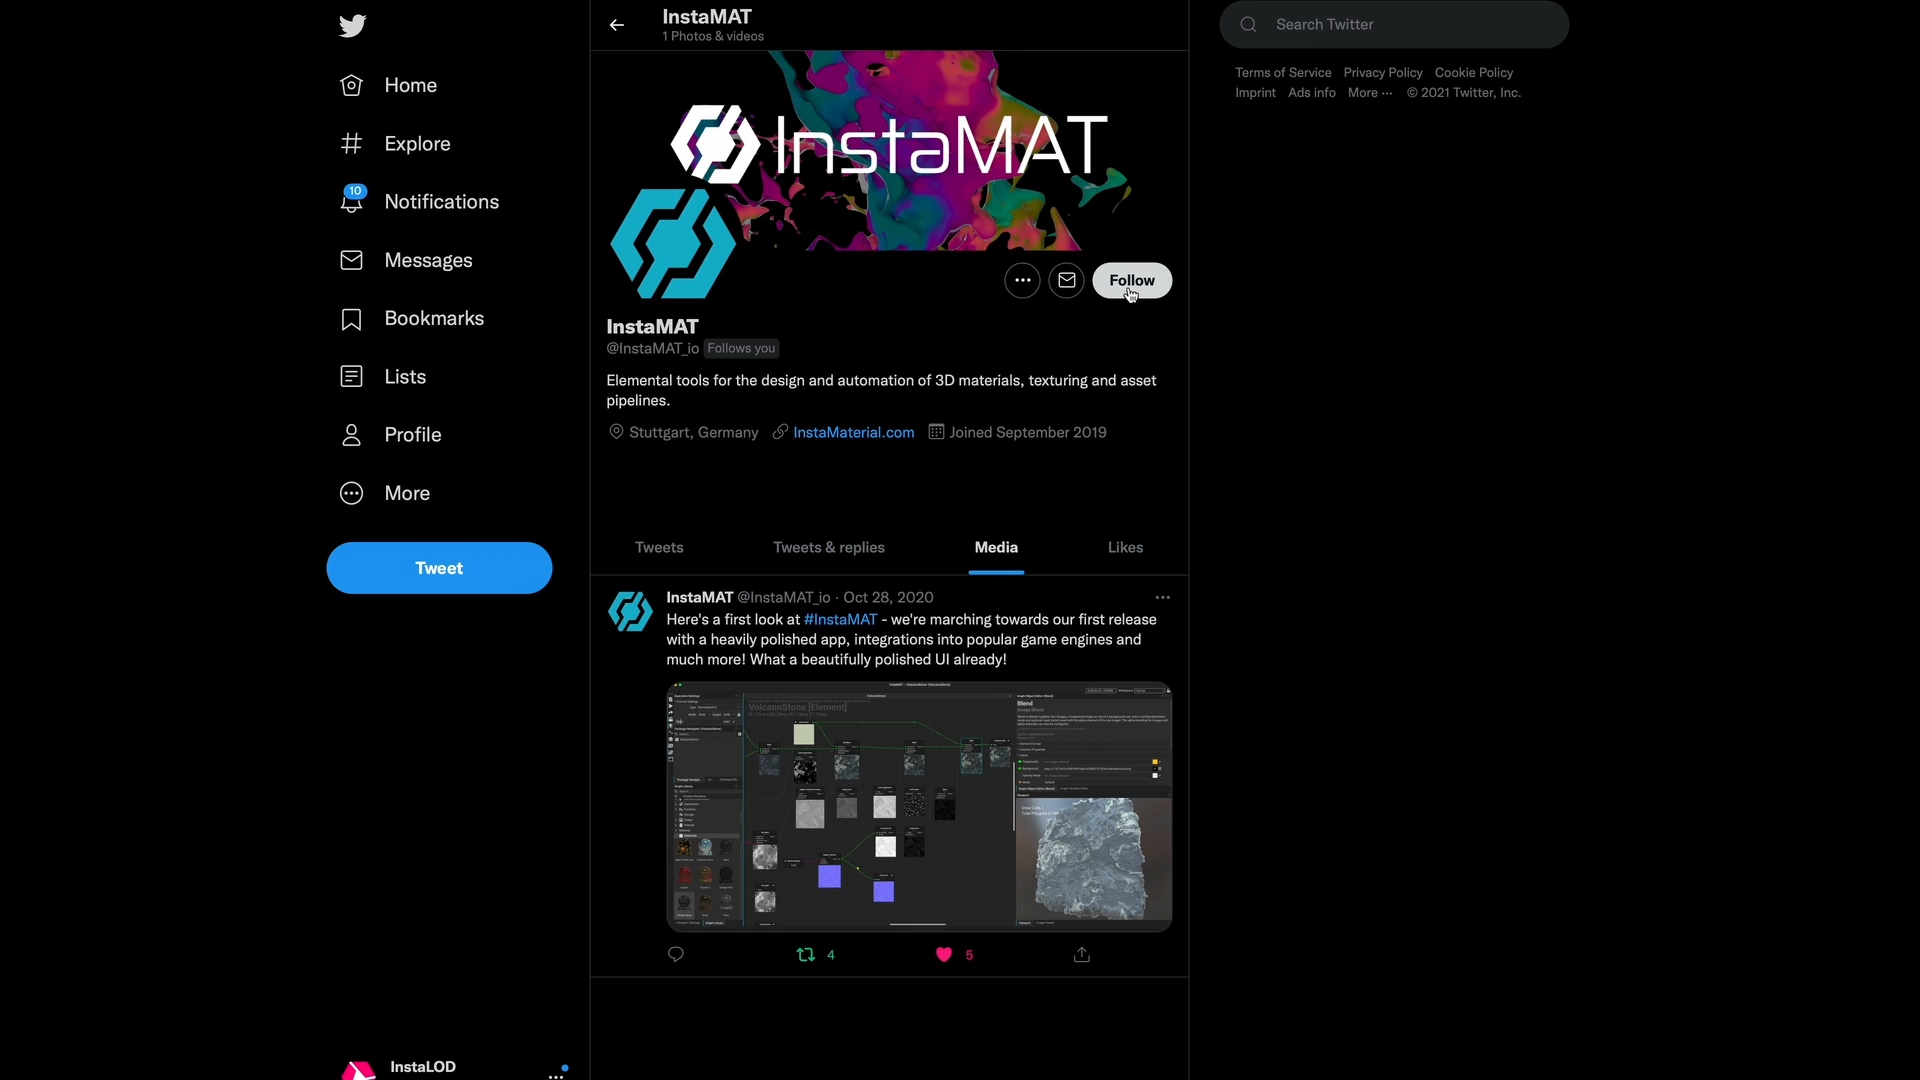 Home
Explore
10
Notifications
Messages
Bookmarks
Lists
Profile
More
Tweet
InstaLOD
InstaMAT
1 Photos & videos
InstaMAT
Follow
InstaMAT
@InstaMAT_io Follows you
Elemental tools for the design and automation of 3D materials, texturing and asset
pipelines.
Stuttgart, Germany InstaMaterial.com Joined September 2019
Tweets Tweets & replies Media Likes
InstaMAT @InstaMAT_io · Oct 28, 2020
Here's a first look at #InstaMAT - we're marching towards our first release
with a heavily polished app, integrations into popular game engines and
much more! What a beautifully polished UI already!
VolcanoStone [Element]
Blend
4 5
Search Twitter
Terms of Service Privacy Policy Cookie Policy
Imprint Ads info More ··· © 2021 Twitter, Inc.